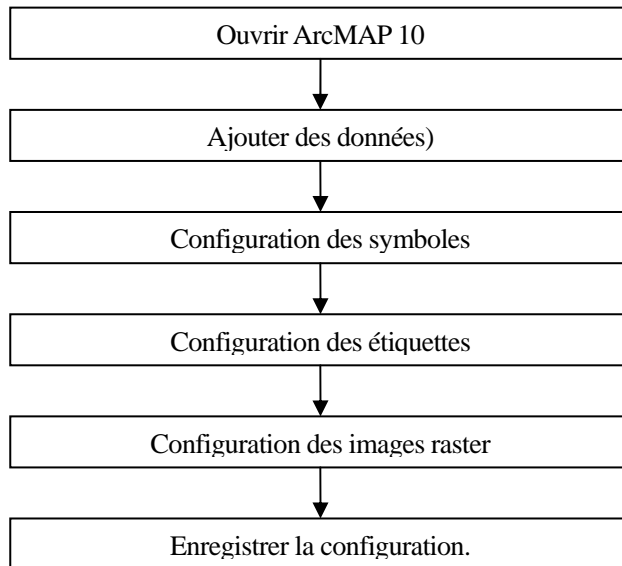 Ouvrir ArcMAP 10
Ajouter des données)
Configuration des symboles
Configuration des étiquettes
Configuration des images raster
Enregistrer la configuration.